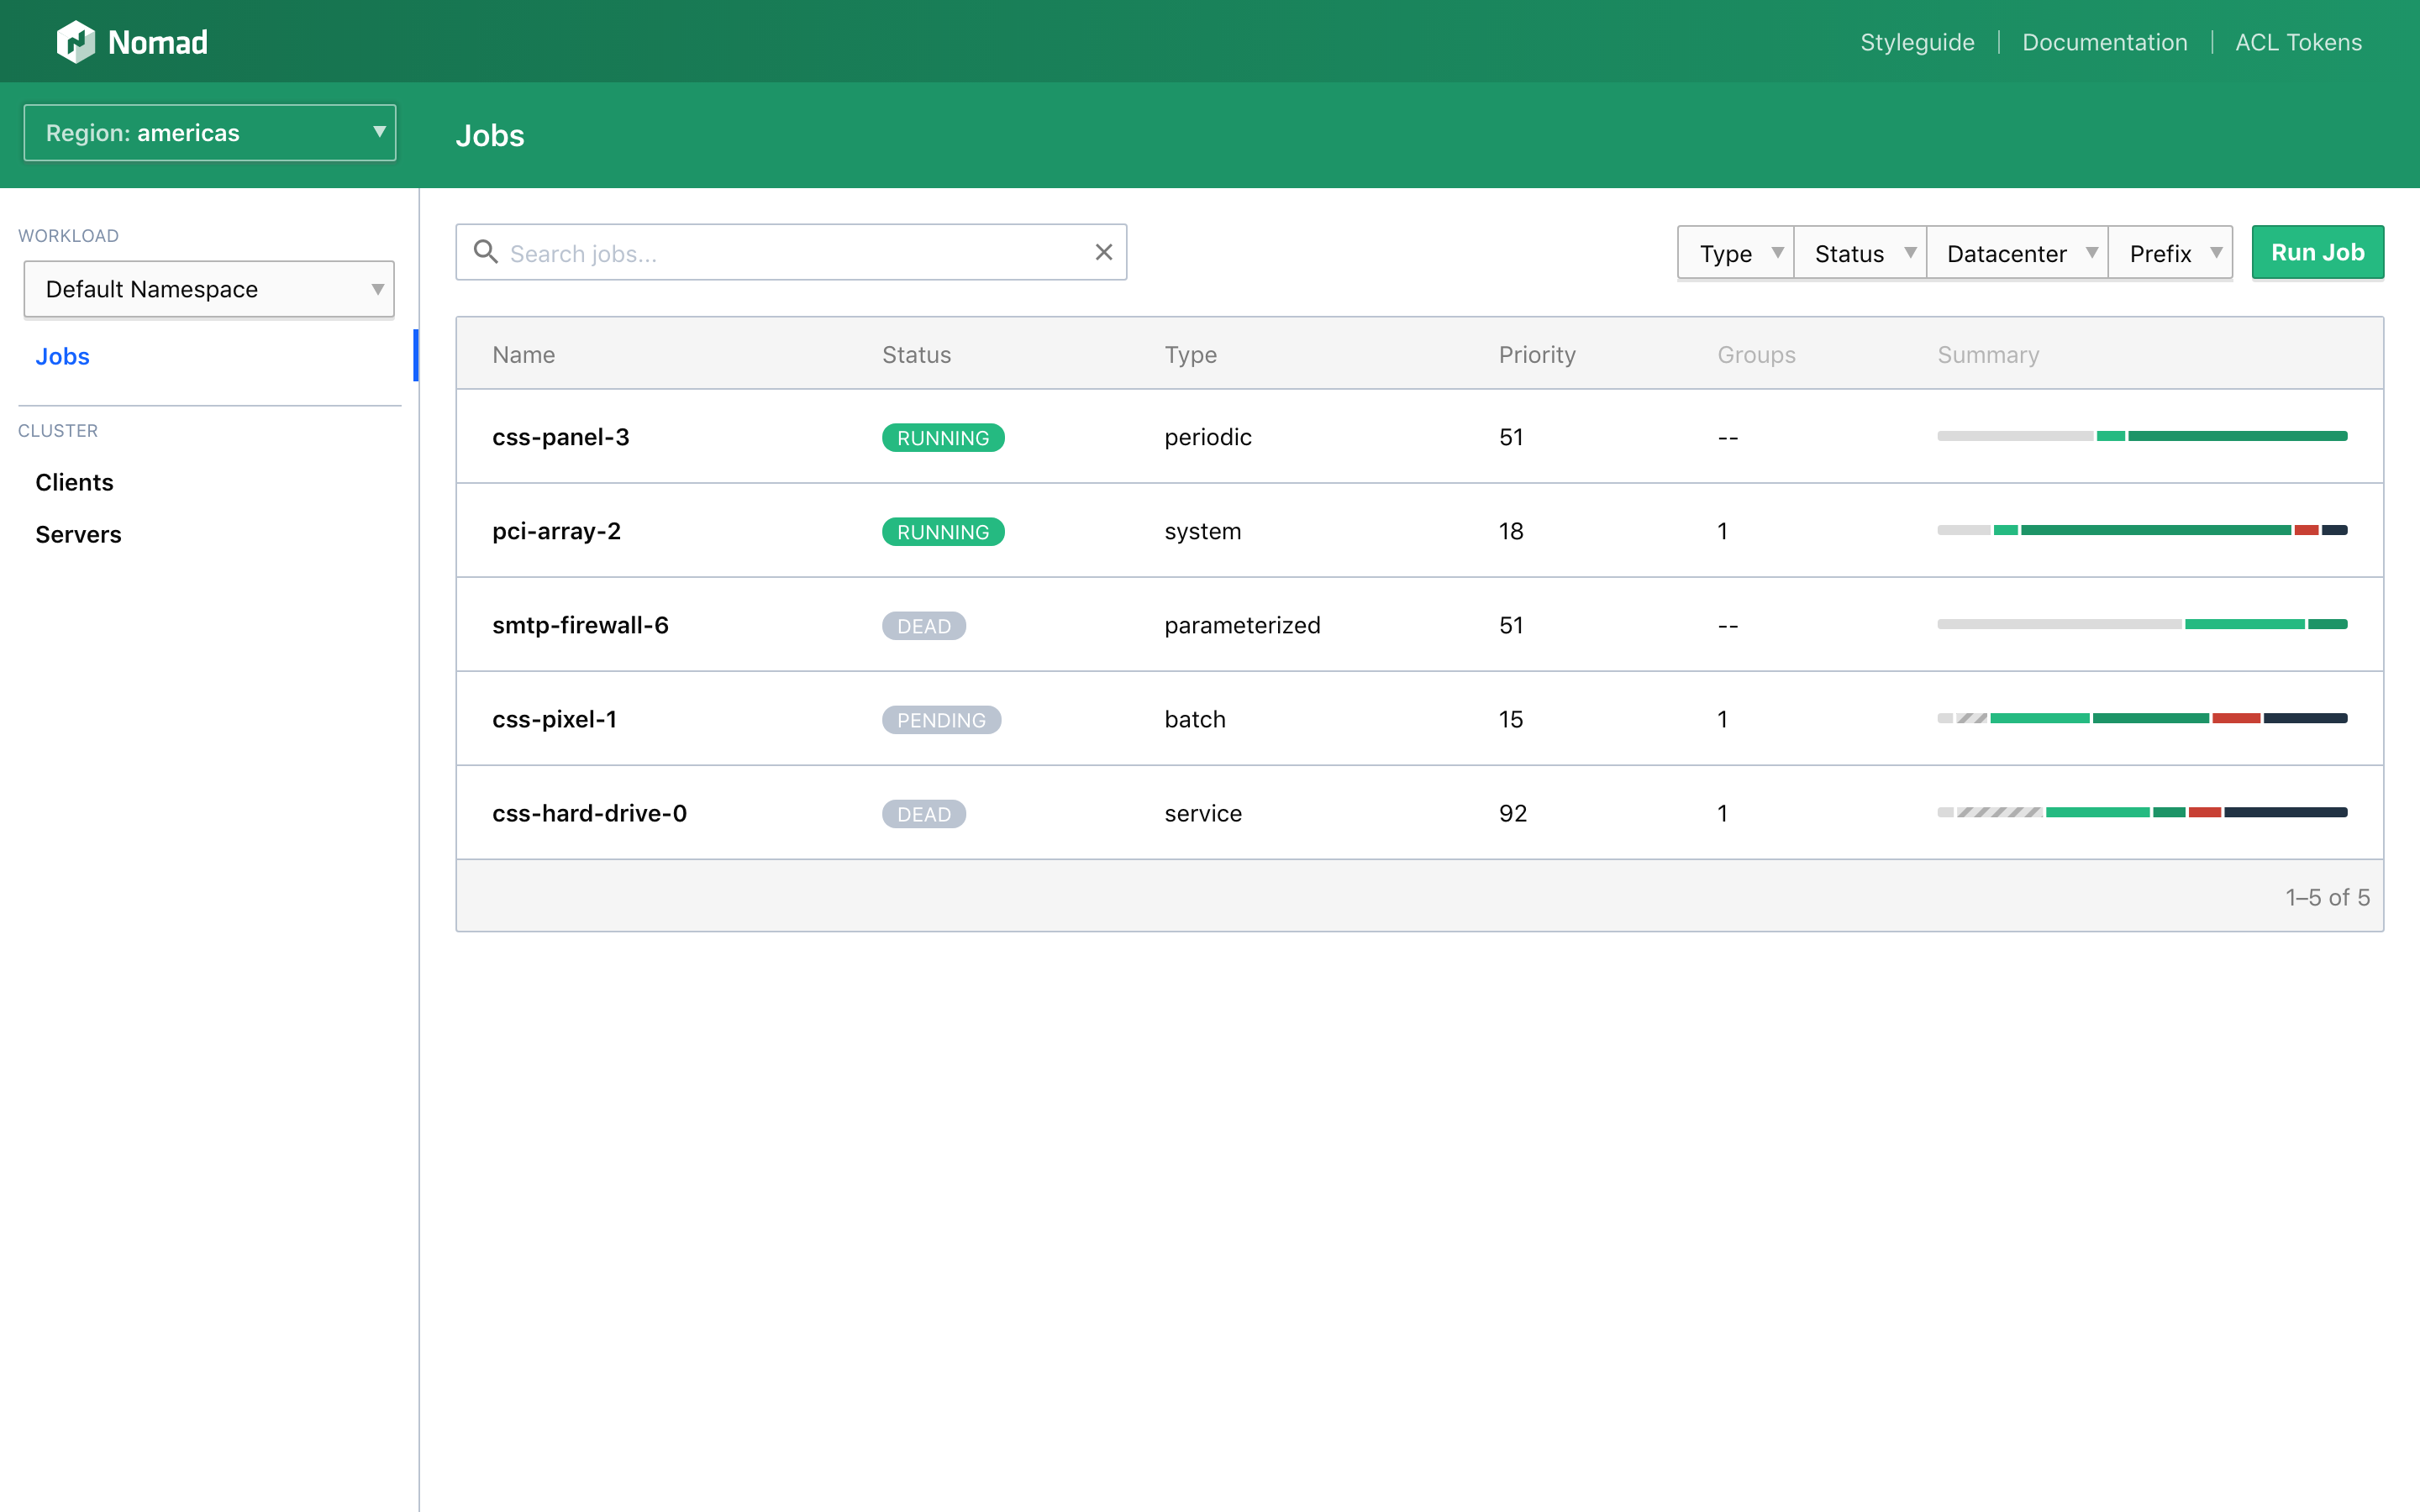 Nomad
Styleguide Documentation ACL Tokens
Region: americas
Jobs
WORKLOAD
Default Namespace
Jobs
CLUSTER
Clients
Servers
Search jobs...
Type Status Datacenter Prefix Run Job
Name Status Type Priority Groups Summary
css-panel-3 RUNNING periodic 51 --
pci-array-2 RUNNING system 18 1
smtp-firewall-6 DEAD parameterized 51 --
css-pixel-1 PENDING batch 15 1
css-hard-drive-0 DEAD service 92 1
1–5 of 5